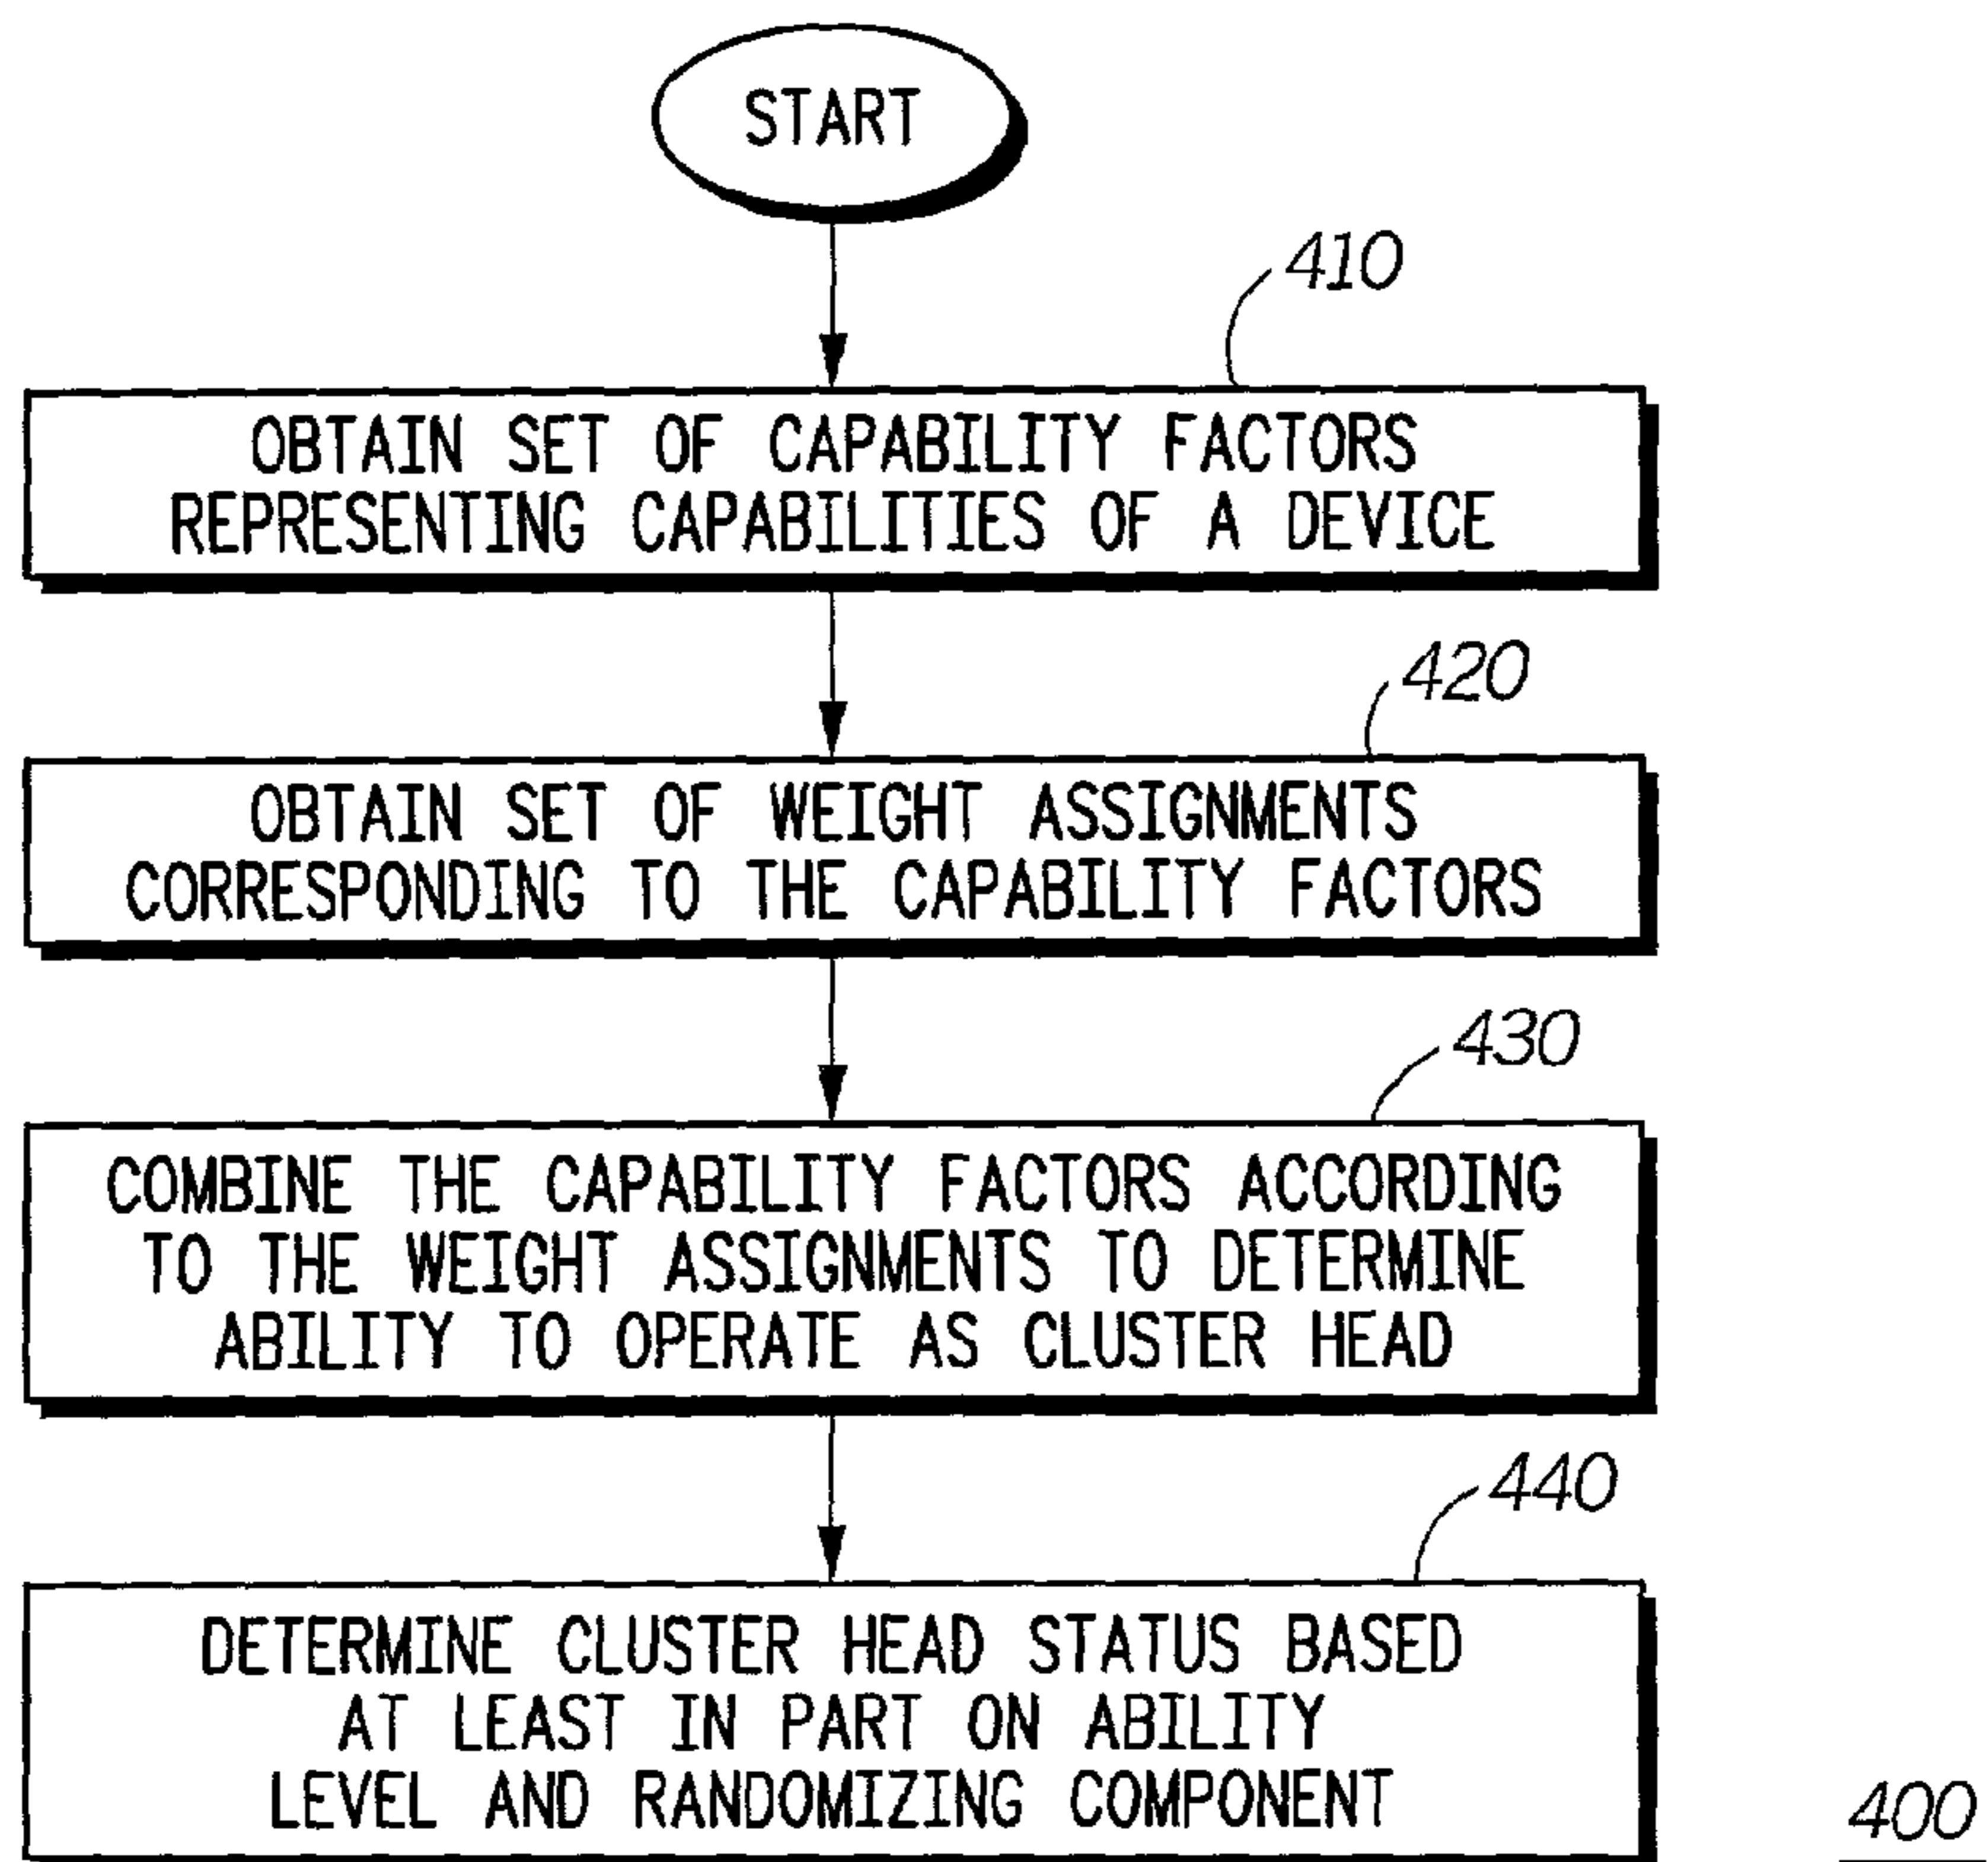 START
410
OBTAIN SET OF CAPABILITY FACTORS
REPRESENTING CAPABILITIES OF A DEVICE
420
OBTAIN SET OF WEIGHT ASSIGNMENTS
CORRESPONDING TO THE CAPABILITY FACTORS
430
COMBINE THE CAPABILITY FACTORS ACCORDING
TO THE WEIGHT ASSIGNMENTS TO DETERMINE
ABILITY TO OPERATE AS CLUSTER HEAD
440
DETERMINE CLUSTER HEAD STATUS BASED
AT LEAST IN PART ON ABILITY
LEVEL AND RANDOMIZING COMPONENT
400